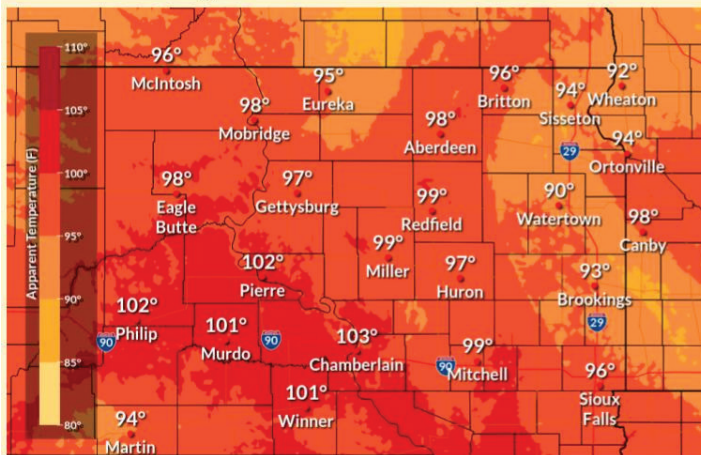 Apparent Temperature (F)
110°
105°
100°
95°
90°
85°
80°
96°
McIntosh
95°
Eureka
96°
Britton
94°
Sisseton
92°
Wheaton
98°
Mobridge
98°
Aberdeen
29
94°
Ortonville
98°
Eagle
Butte
97°
Gettysburg
99°
Redfield
90°
Watertown
98°
Canby
102°
Pierre
99°
Miller
97°
Huron
93°
Brookings
102°
Philip
90
101°
Murdo
90
103°
Chamberlain
99°
Mitchell
90
29
96°
Sioux
Falls
101°
Winner
94°
Martin